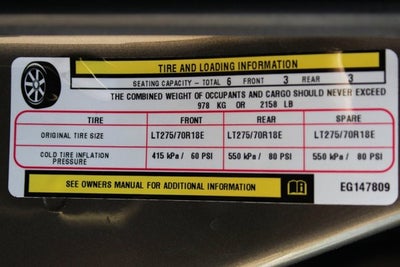 TIRE AND LOADING INFORMATION
SEATING CAPACITY - TOTAL 6 FRONT 3 REAR 3
THE COMBINED WEIGHT OF OCCUPANTS AND CARGO SHOULD NEVER EXCEED
978 KG OR 2158 LB
TIRE FRONT REAR SPARE
ORIGINAL TIRE SIZE LT275/70R18E LT275/70R18E LT275/70R18E
COLD TIRE INFLATION PRESSURE 415 kPa / 60 PSI 550 kPa / 80 PSI 550 kPa / 80 PSI
SEE OWNERS MANUAL FOR ADDITIONAL INFORMATION EG147809